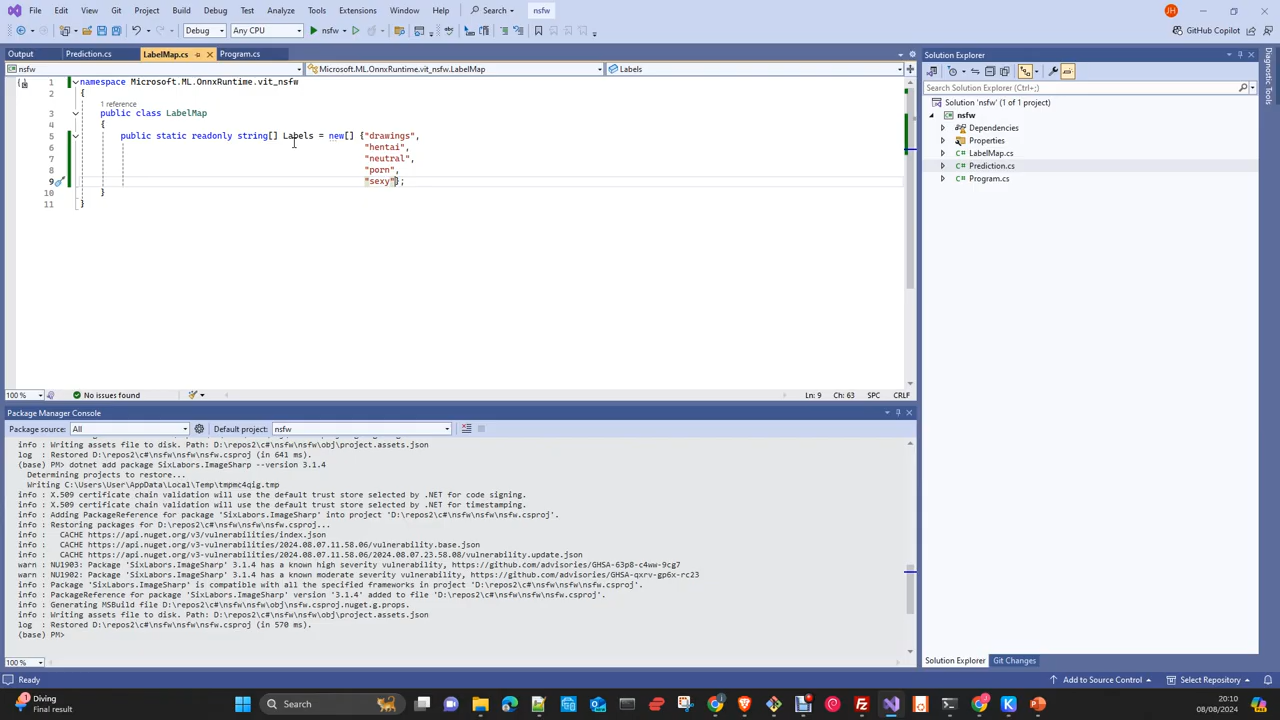 File Edit View Git Project Build Debug Test Analyze Tools Extensions Window Help Search nsfw JH
Debug Any CPU nsfw GitHub Copilot
Output Prediction.cs LabelMap.cs Program.cs
nsfw Microsoft.ML.OnnxRuntime.vit_nsfw.LabelMap Labels
1 namespace Microsoft.ML.OnnxRuntime.vit_nsfw
2 {
1 reference
3 public class LabelMap
4 {
5 public static readonly string[] Labels = new[] {"drawings",
6 "hentai",
7 "neutral",
8 "porn",
9 "sexy"};
10 }
11 }
100 % No issues found Ln: 9 Ch: 63 SPC CRLF
Package Manager Console
Package source: All Default project: nsfw
info : Writing assets file to disk. Path: D:\repos2\c#\nsfw\nsfw\obj\project.assets.json
log : Restored D:\repos2\c#\nsfw\nsfw\nsfw.csproj (in 641 ms).
(base) PM> dotnet add package SixLabors.ImageSharp --version 3.1.4
Determining projects to restore...
Writing C:\Users\User\AppData\Local\Temp\tmpmc4qig.tmp
info : X.509 certificate chain validation will use the default trust store selected by .NET for code signing.
info : X.509 certificate chain validation will use the default trust store selected by .NET for timestamping.
info : Adding PackageReference for package 'SixLabors.ImageSharp' into project 'D:\repos2\c#\nsfw\nsfw\nsfw.csproj'.
info : Restoring packages for D:\repos2\c#\nsfw\nsfw\nsfw.csproj...
info : CACHE https://api.nuget.org/v3/vulnerabilities/index.json
info : CACHE https://api.nuget.org/v3-vulnerabilities/2024.08.07.11.58.06/vulnerability.base.json
info : CACHE https://api.nuget.org/v3-vulnerabilities/2024.08.07.11.58.06/2024.08.07.23.58.08/vulnerability.update.json
warn : NU1903: Package 'SixLabors.ImageSharp' 3.1.4 has a known high severity vulnerability, https://github.com/advisories/GHSA-63p8-c4ww-9cg7
warn : NU1902: Package 'SixLabors.ImageSharp' 3.1.4 has a known moderate severity vulnerability, https://github.com/advisories/GHSA-qxrv-gp6x-rc23
info : Package 'SixLabors.ImageSharp' is compatible with all the specified frameworks in project 'D:\repos2\c#\nsfw\nsfw\nsfw.csproj'.
info : PackageReference for package 'SixLabors.ImageSharp' version '3.1.4' added to file 'D:\repos2\c#\nsfw\nsfw\nsfw.csproj'.
info : Generating MSBuild file D:\repos2\c#\nsfw\nsfw\obj\nsfw.csproj.nuget.g.props.
info : Writing assets file to disk. Path: D:\repos2\c#\nsfw\nsfw\obj\project.assets.json
log : Restored D:\repos2\c#\nsfw\nsfw\nsfw.csproj (in 570 ms).
(base) PM>
100 %
Solution Explorer
Search Solution Explorer (Ctrl+;)
Solution 'nsfw' (1 of 1 project)
nsfw
Dependencies
Properties
LabelMap.cs
Prediction.cs
Program.cs
Solution Explorer Git Changes
Diagnostic Tools
Ready Add to Source Control Select Repository
Diving
Final result
Search
20:10
08/08/2024